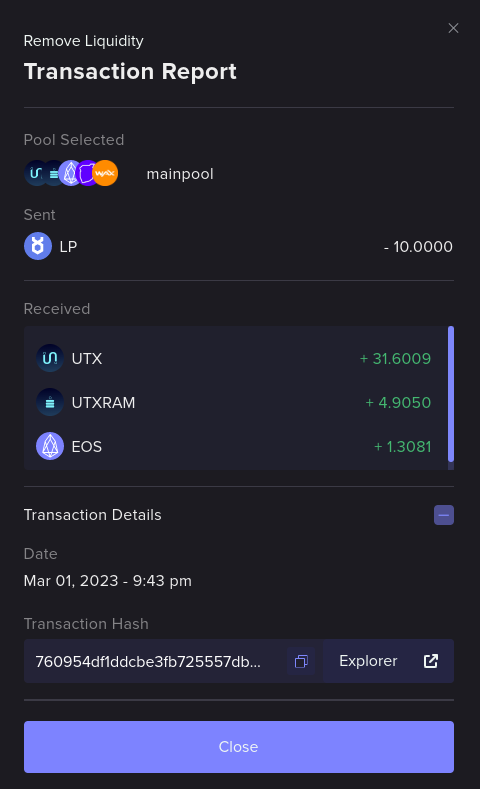 Remove Liquidity
Transaction Report
Pool Selected
wax mainpool
Sent
LP - 10.0000
Received
UTX + 31.6009
UTXRAM + 4.9050
EOS + 1.3081
Transaction Details
Date
Mar 01, 2023 - 9:43 pm
Transaction Hash
760954df1ddcbe3fb725557db... Explorer
Close